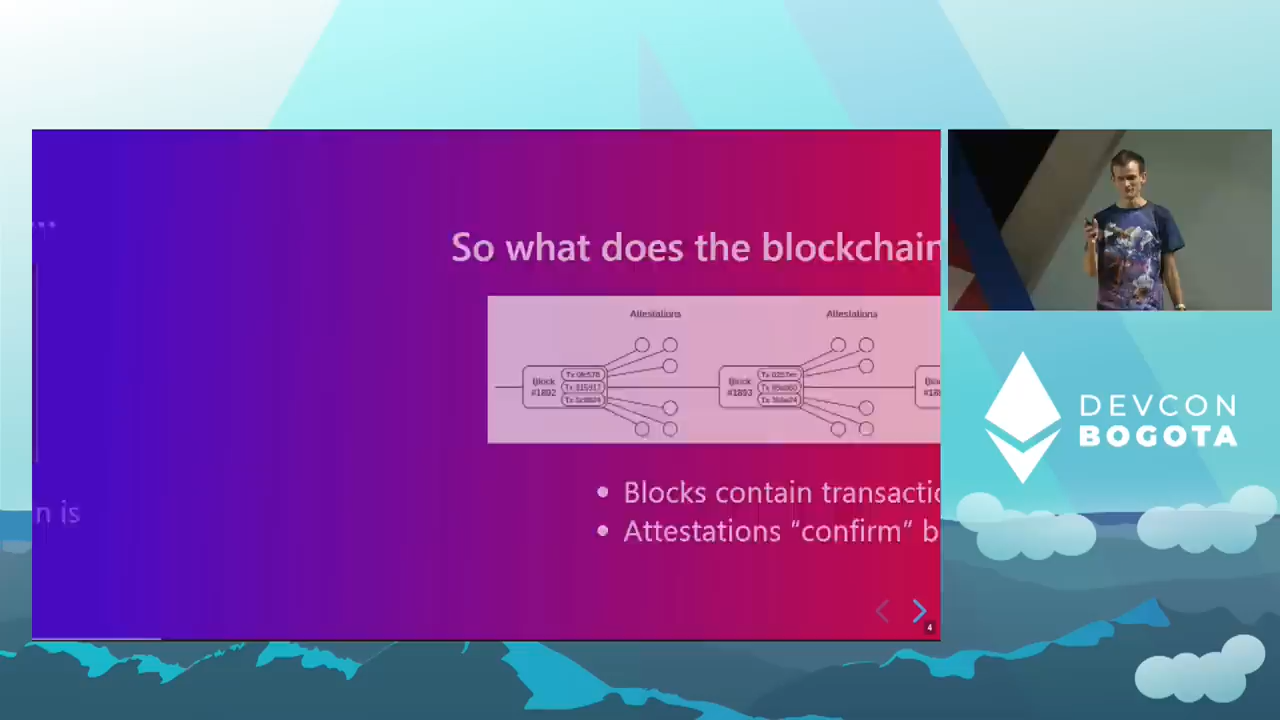 ...
So what does the blockchain
Attestations
Attestations
Block
#1892
Block
#1893
n is
• Blocks contain transactio
• Attestations “confirm” b
4
DEVCON
BOGOTA